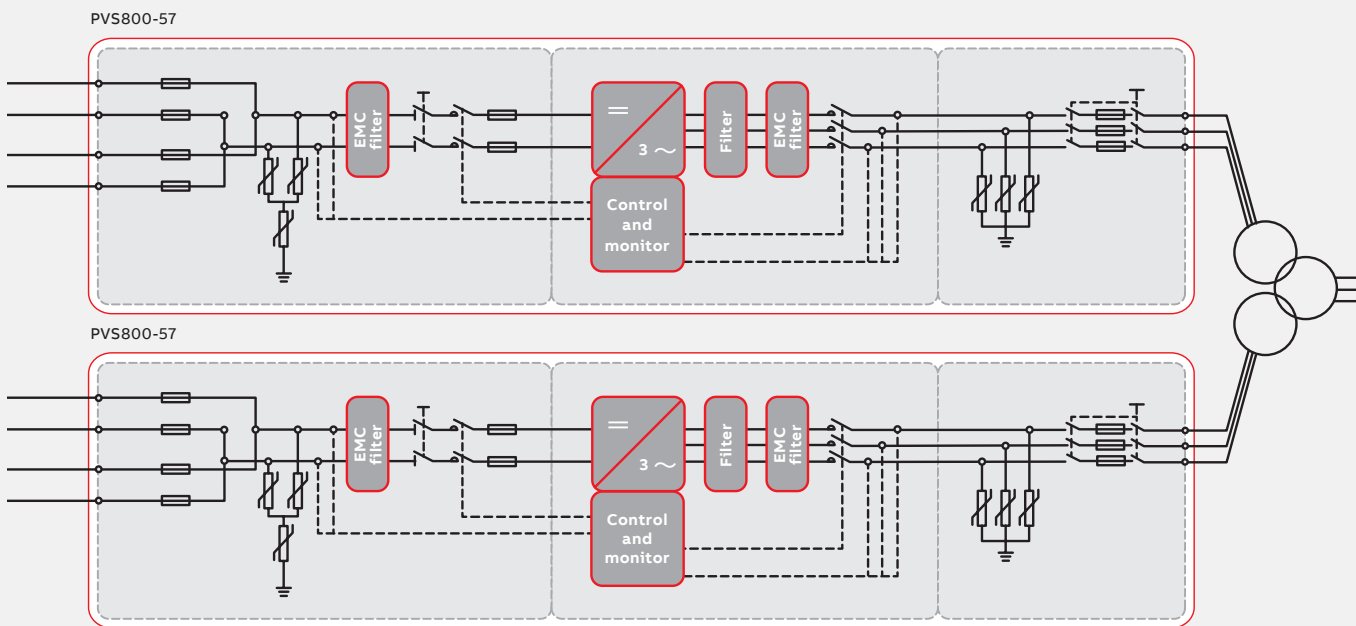 PVS800-57
EMC
filter
3 ~
Filter
EMC
filter
Control
and
monitor
PVS800-57
EMC
filter
3 ~
Filter
EMC
filter
Control
and
monitor